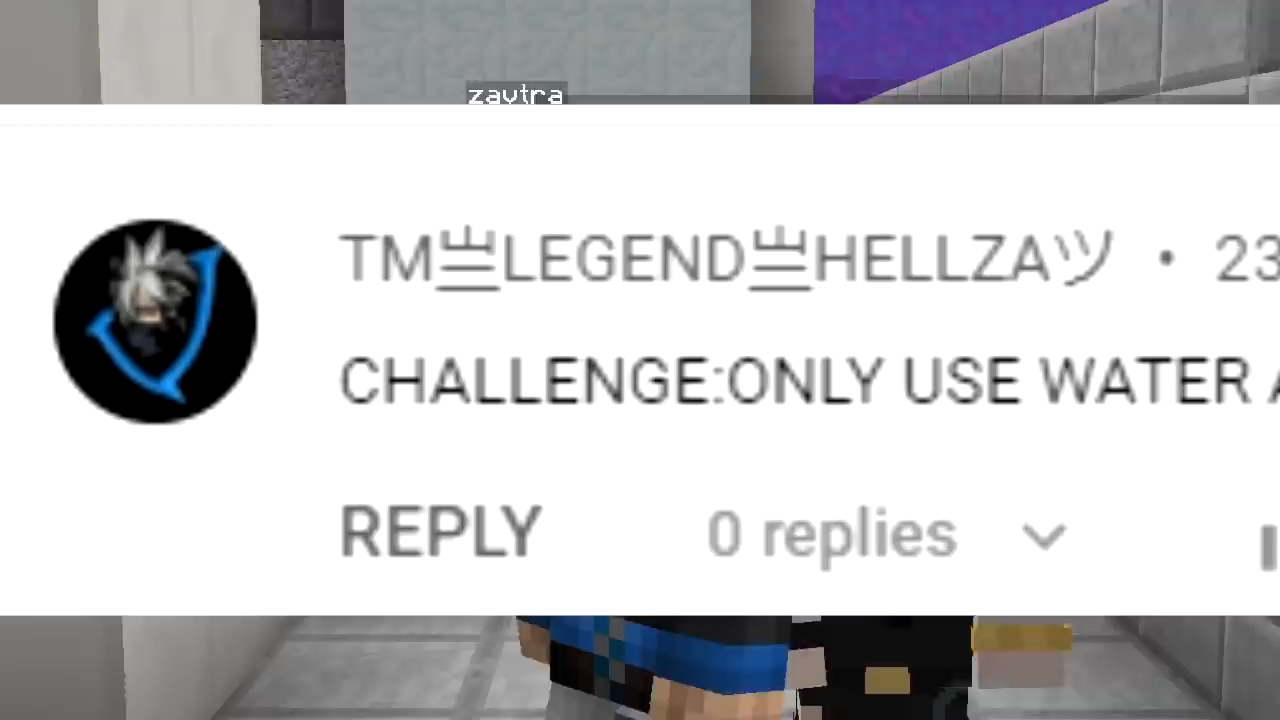 zavtra
TM亗LEGEND亗HELLZAツ • 23
CHALLENGE:ONLY USE WATER A
REPLY 0 replies